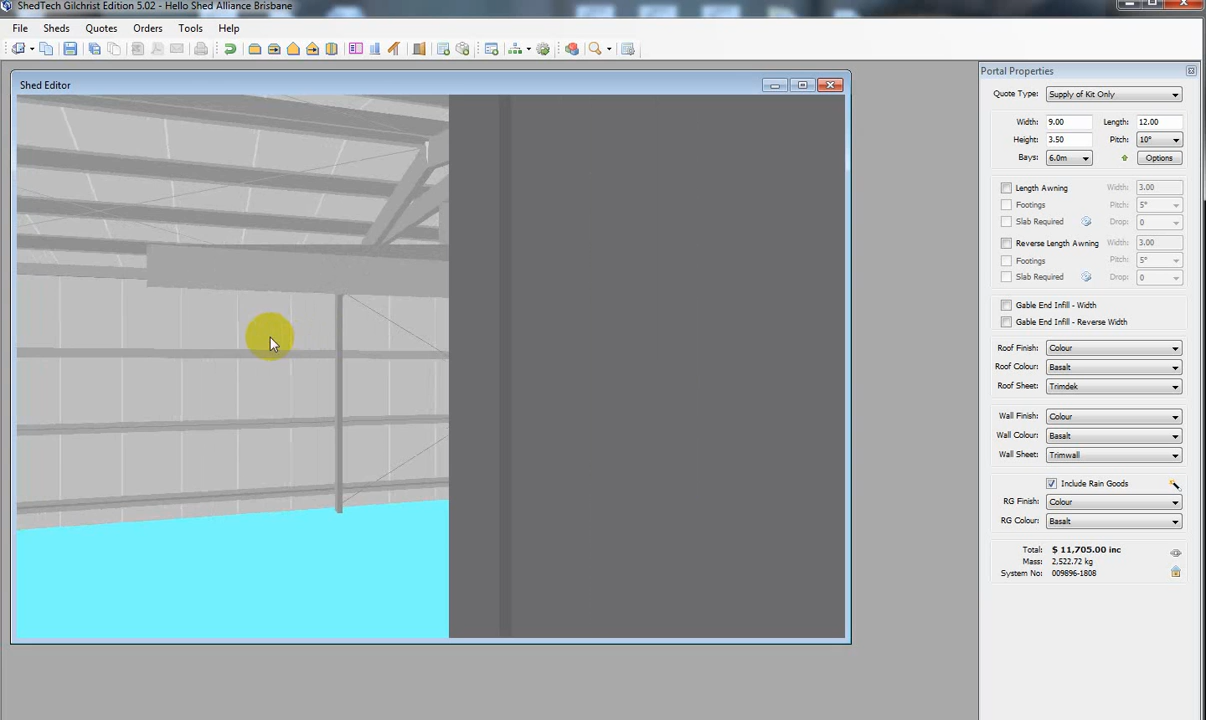 ShedTech Gilchrist Edition 5.02 - Hello Shed Alliance Brisbane
File Sheds Quotes Orders Tools Help
Shed Editor
Portal Properties
Quote Type: Supply of Kit Only
Width: 9.00 Length: 12.00
Height: 3.50 Pitch: 10°
Bays: 6.0m Options
Length Awning Width: 3.00
Footings Pitch: 5°
Slab Required Drop: 0
Reverse Length Awning Width: 3.00
Footings Pitch: 5°
Slab Required Drop: 0
Gable End Infill - Width
Gable End Infill - Reverse Width
Roof Finish: Colour
Roof Colour: Basalt
Roof Sheet: Trimdek
Wall Finish: Colour
Wall Colour: Basalt
Wall Sheet: Trimwall
Include Rain Goods
RG Finish: Colour
RG Colour: Basalt
Total: $ 11,705.00 inc
Mass: 2,522.72 kg
System No: 009896-1808